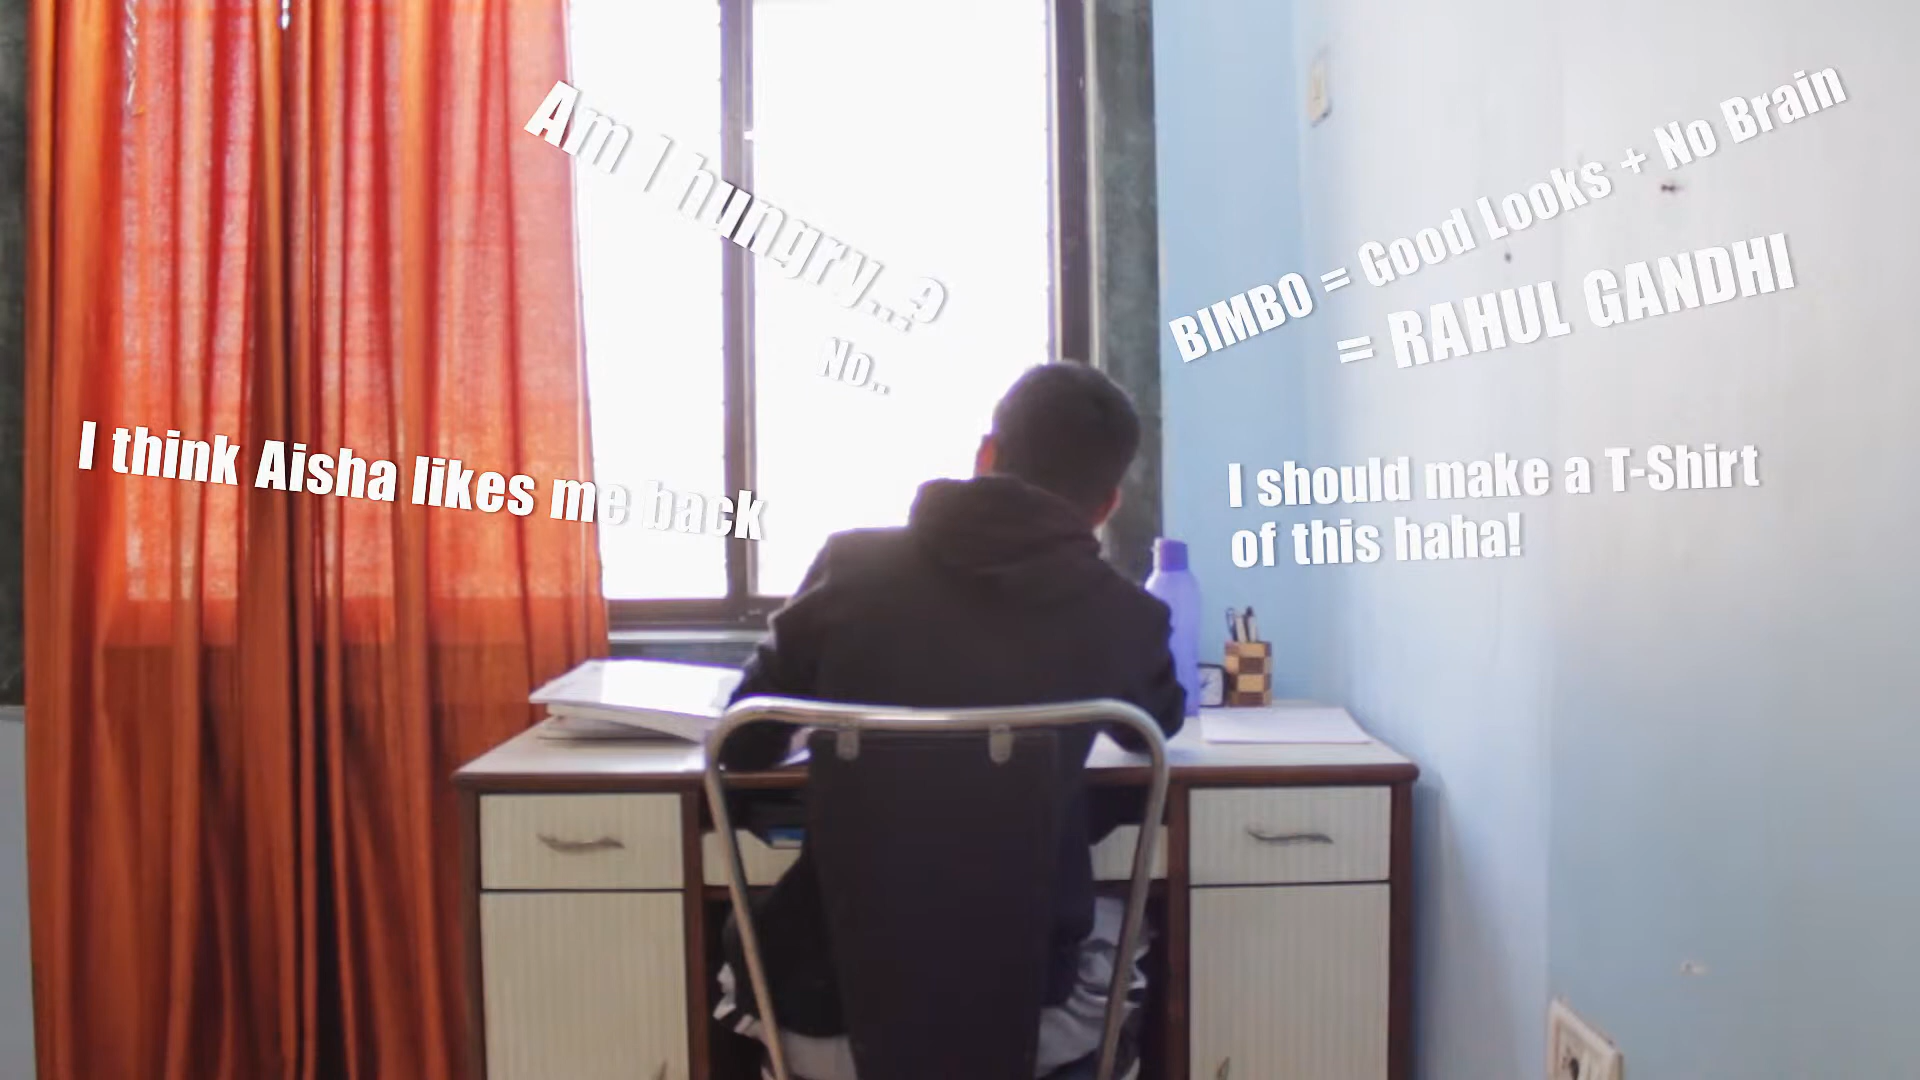 Am I hungry...?
No..
I think Aisha likes me back
BIMBO = Good Looks + No Brain
= RAHUL GANDHI
I should make a T-Shirt
of this haha!